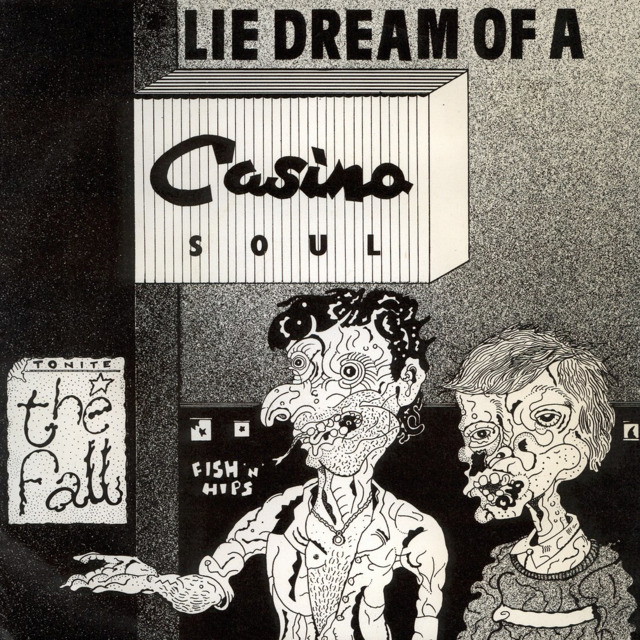 LIE DREAM OF A
Casino
SOUL
TONITE
the
fall
FISH 'N'
HIPS